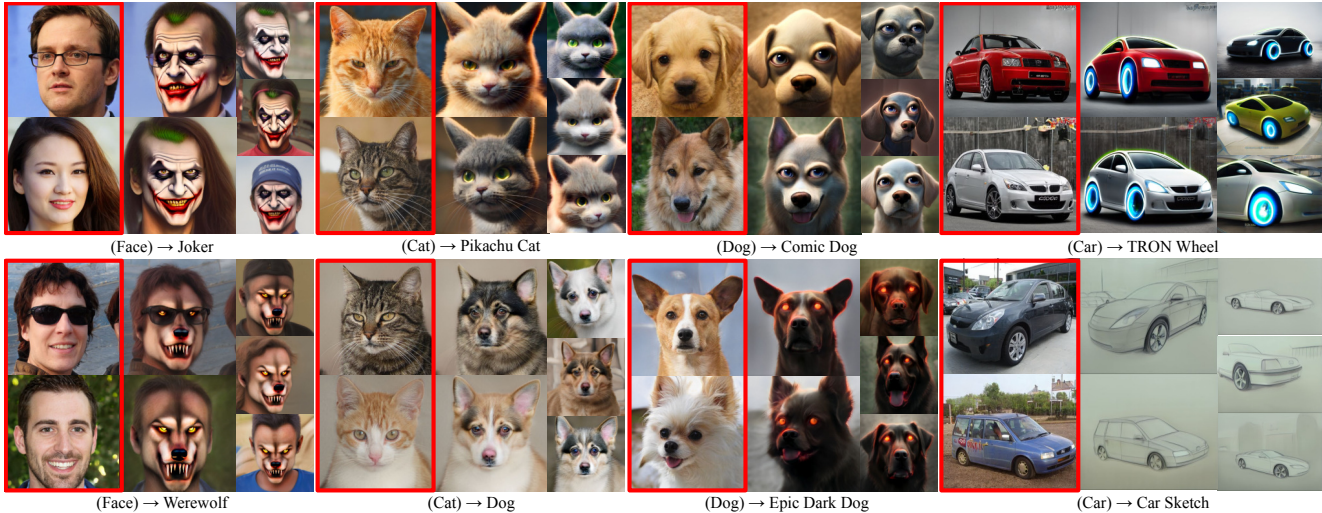 (Face) → Joker
(Cat) → Pikachu Cat
(Dog) → Comic Dog
(Car) → TRON Wheel
(Face) → Werewolf
(Cat) → Dog
(Dog) → Epic Dark Dog
(Car) → Car Sketch